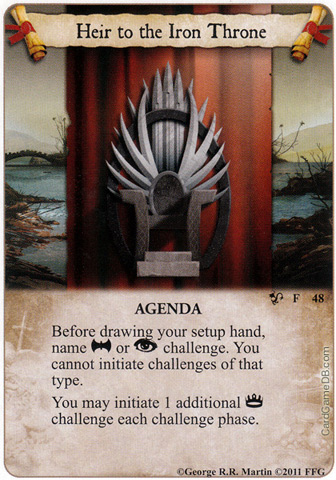 Heir to the Iron Throne
F 48
AGENDA
Before drawing your setup hand,
name or challenge. You
cannot initiate challenges of that
type.
You may initiate 1 additional
challenge each challenge phase.
CardGameDB.com
©George R.R. Martin ©2011 FFG